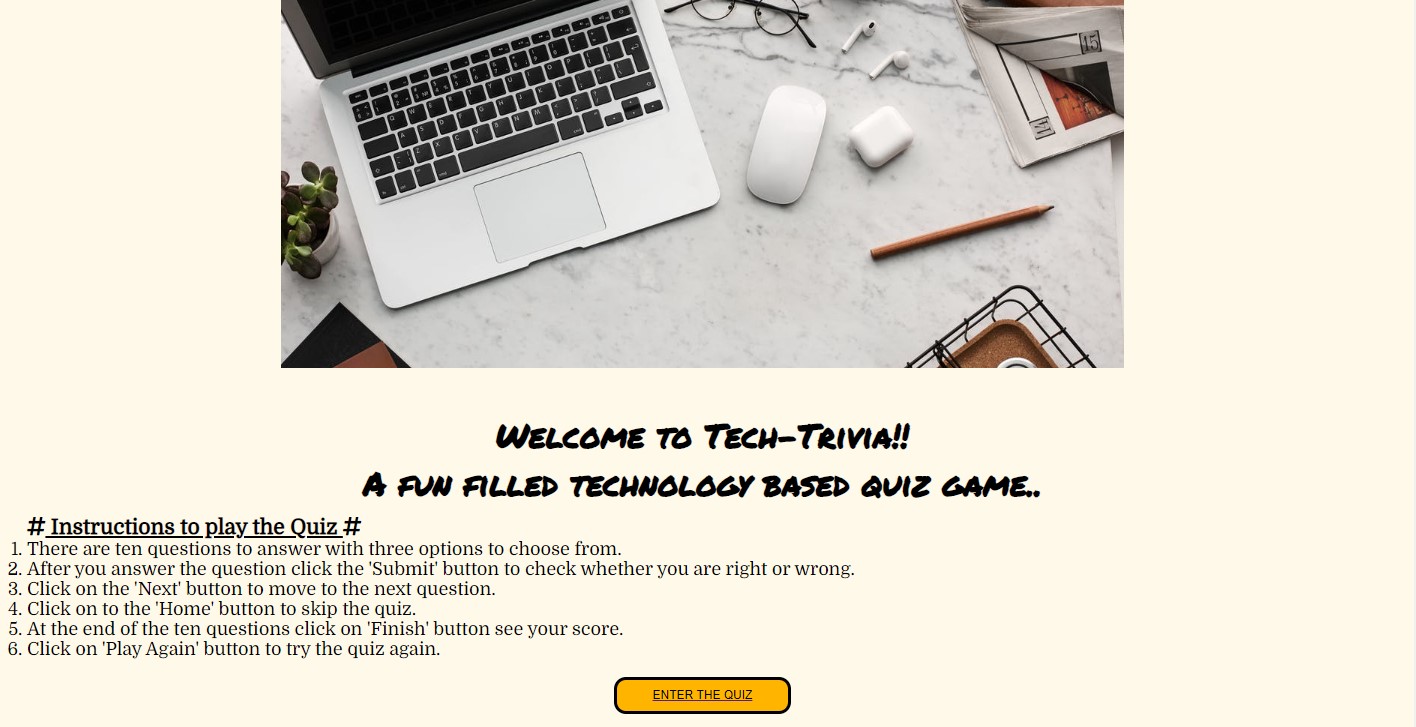 15
21
Welcome to Tech-Trivia!!
A fun filled technology based quiz game..
# Instructions to play the Quiz #
1. There are ten questions to answer with three options to choose from.
2. After you answer the question click the 'Submit' button to check whether you are right or wrong.
3. Click on the 'Next' button to move to the next question.
4. Click on to the 'Home' button to skip the quiz.
5. At the end of the ten questions click on 'Finish' button see your score.
6. Click on 'Play Again' button to try the quiz again.
ENTER THE QUIZ